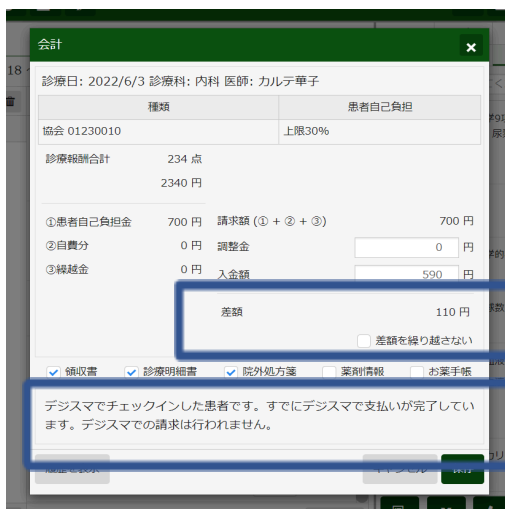 会計
×
18
診療日: 2022/6/3 診療科: 内科 医師: カルテ華子
種類 患者自己負担
協会 01230010 上限30%
診療報酬合計 234 点
2340 円
①患者自己負担金 700 円 請求額 (① + ② + ③) 700 円
②自費分 0 円 調整金 0 円
③繰越金 0 円 入金額 590 円
差額 110 円
差額を繰り越さない
領収書 診療明細書 院外処方箋 薬剤情報 お薬手帳
デジスマでチェックインした患者です。すでにデジスマで支払いが完了してい
ます。デジスマでの請求は行われません。